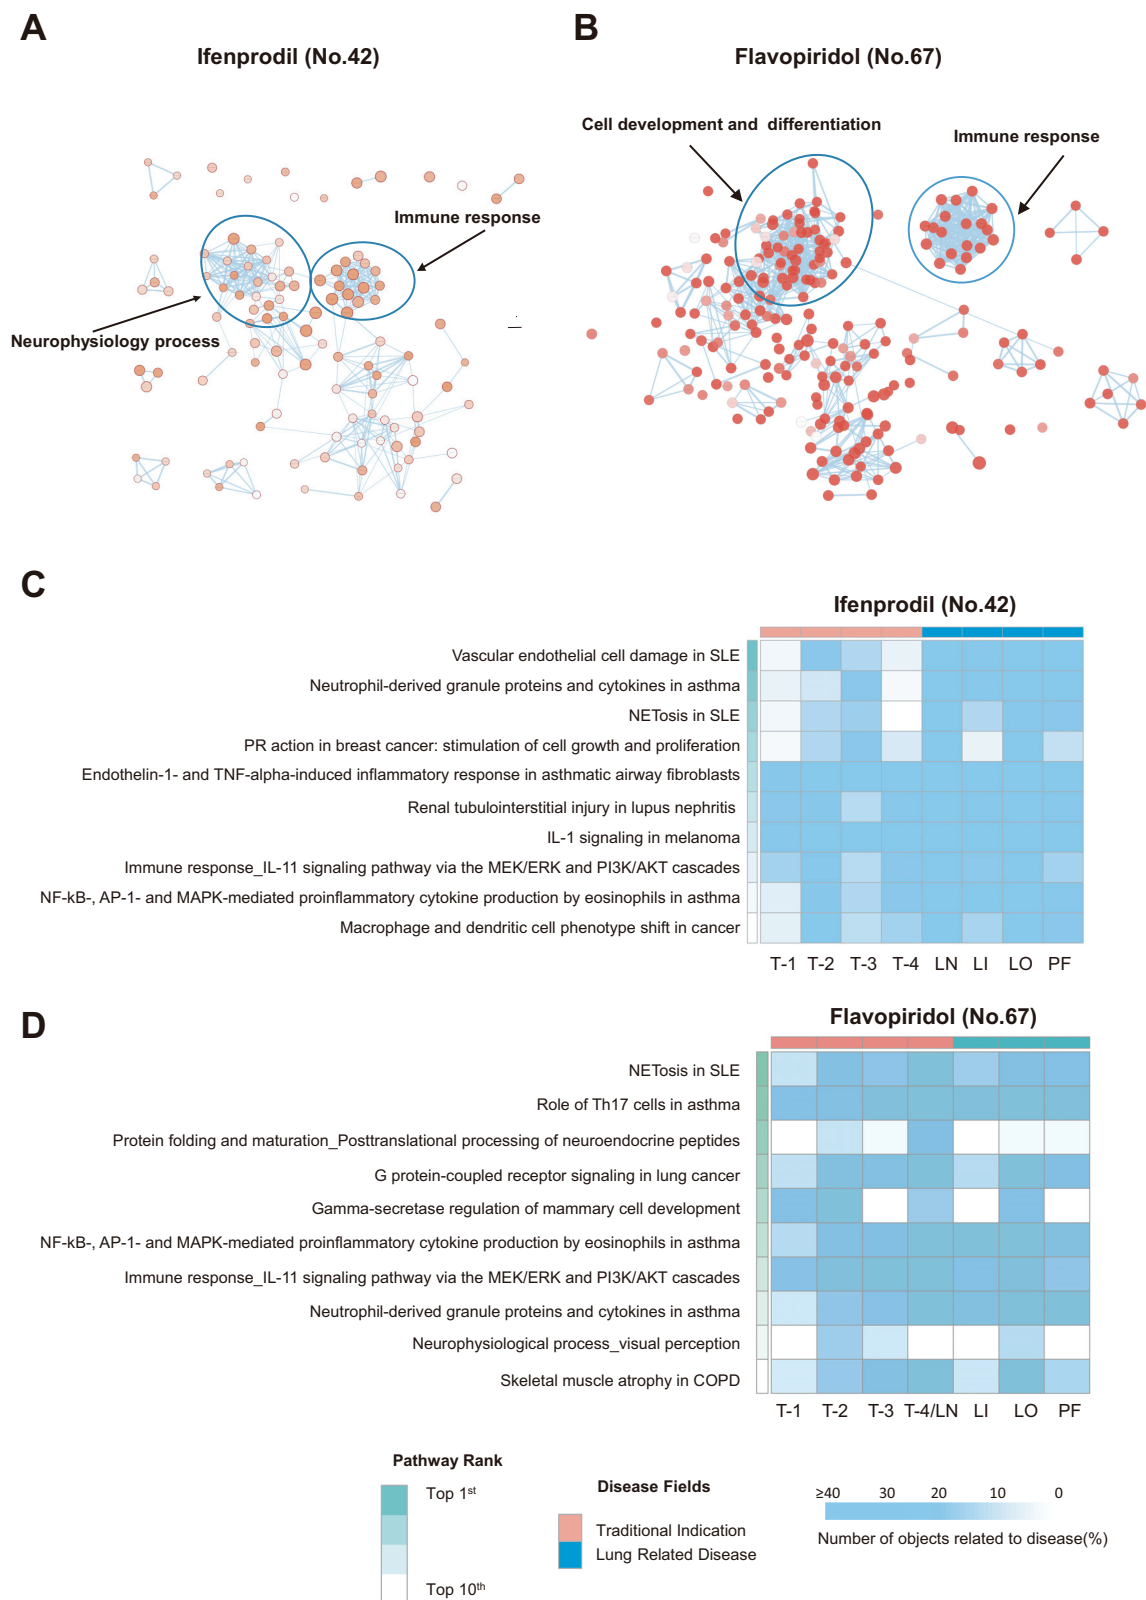 A
B
Ifenprodil (No.42)
Flavopiridol (No.67)
Cell development and differentiation
Immune response
Immune response
Neurophysiology process
C
Ifenprodil (No.42)
Vascular endothelial cell damage in SLE
Neutrophil-derived granule proteins and cytokines in asthma
NETosis in SLE
PR action in breast cancer: stimulation of cell growth and proliferation
Endothelin-1- and TNF-alpha-induced inflammatory response in asthmatic airway fibroblasts
Renal tubulointerstitial injury in lupus nephritis
IL-1 signaling in melanoma
Immune response_IL-11 signaling pathway via the MEK/ERK and PI3K/AKT cascades
NF-kB-, AP-1- and MAPK-mediated proinflammatory cytokine production by eosinophils in asthma
Macrophage and dendritic cell phenotype shift in cancer
T-1 T-2 T-3 T-4 LN LI LO PF
D
Flavopiridol (No.67)
NETosis in SLE
Role of Th17 cells in asthma
Protein folding and maturation_Posttranslational processing of neuroendocrine peptides
G protein-coupled receptor signaling in lung cancer
Gamma-secretase regulation of mammary cell development
NF-kB-, AP-1- and MAPK-mediated proinflammatory cytokine production by eosinophils in asthma
Immune response_IL-11 signaling pathway via the MEK/ERK and PI3K/AKT cascades
Neutrophil-derived granule proteins and cytokines in asthma
Neurophysiological process_visual perception
Skeletal muscle atrophy in COPD
T-1 T-2 T-3 T-4/LN LI LO PF
Pathway Rank
Top 1st
Top 10th
Disease Fields
Traditional Indication
Lung Related Disease
≥40 30 20 10 0
Number of objects related to disease(%)